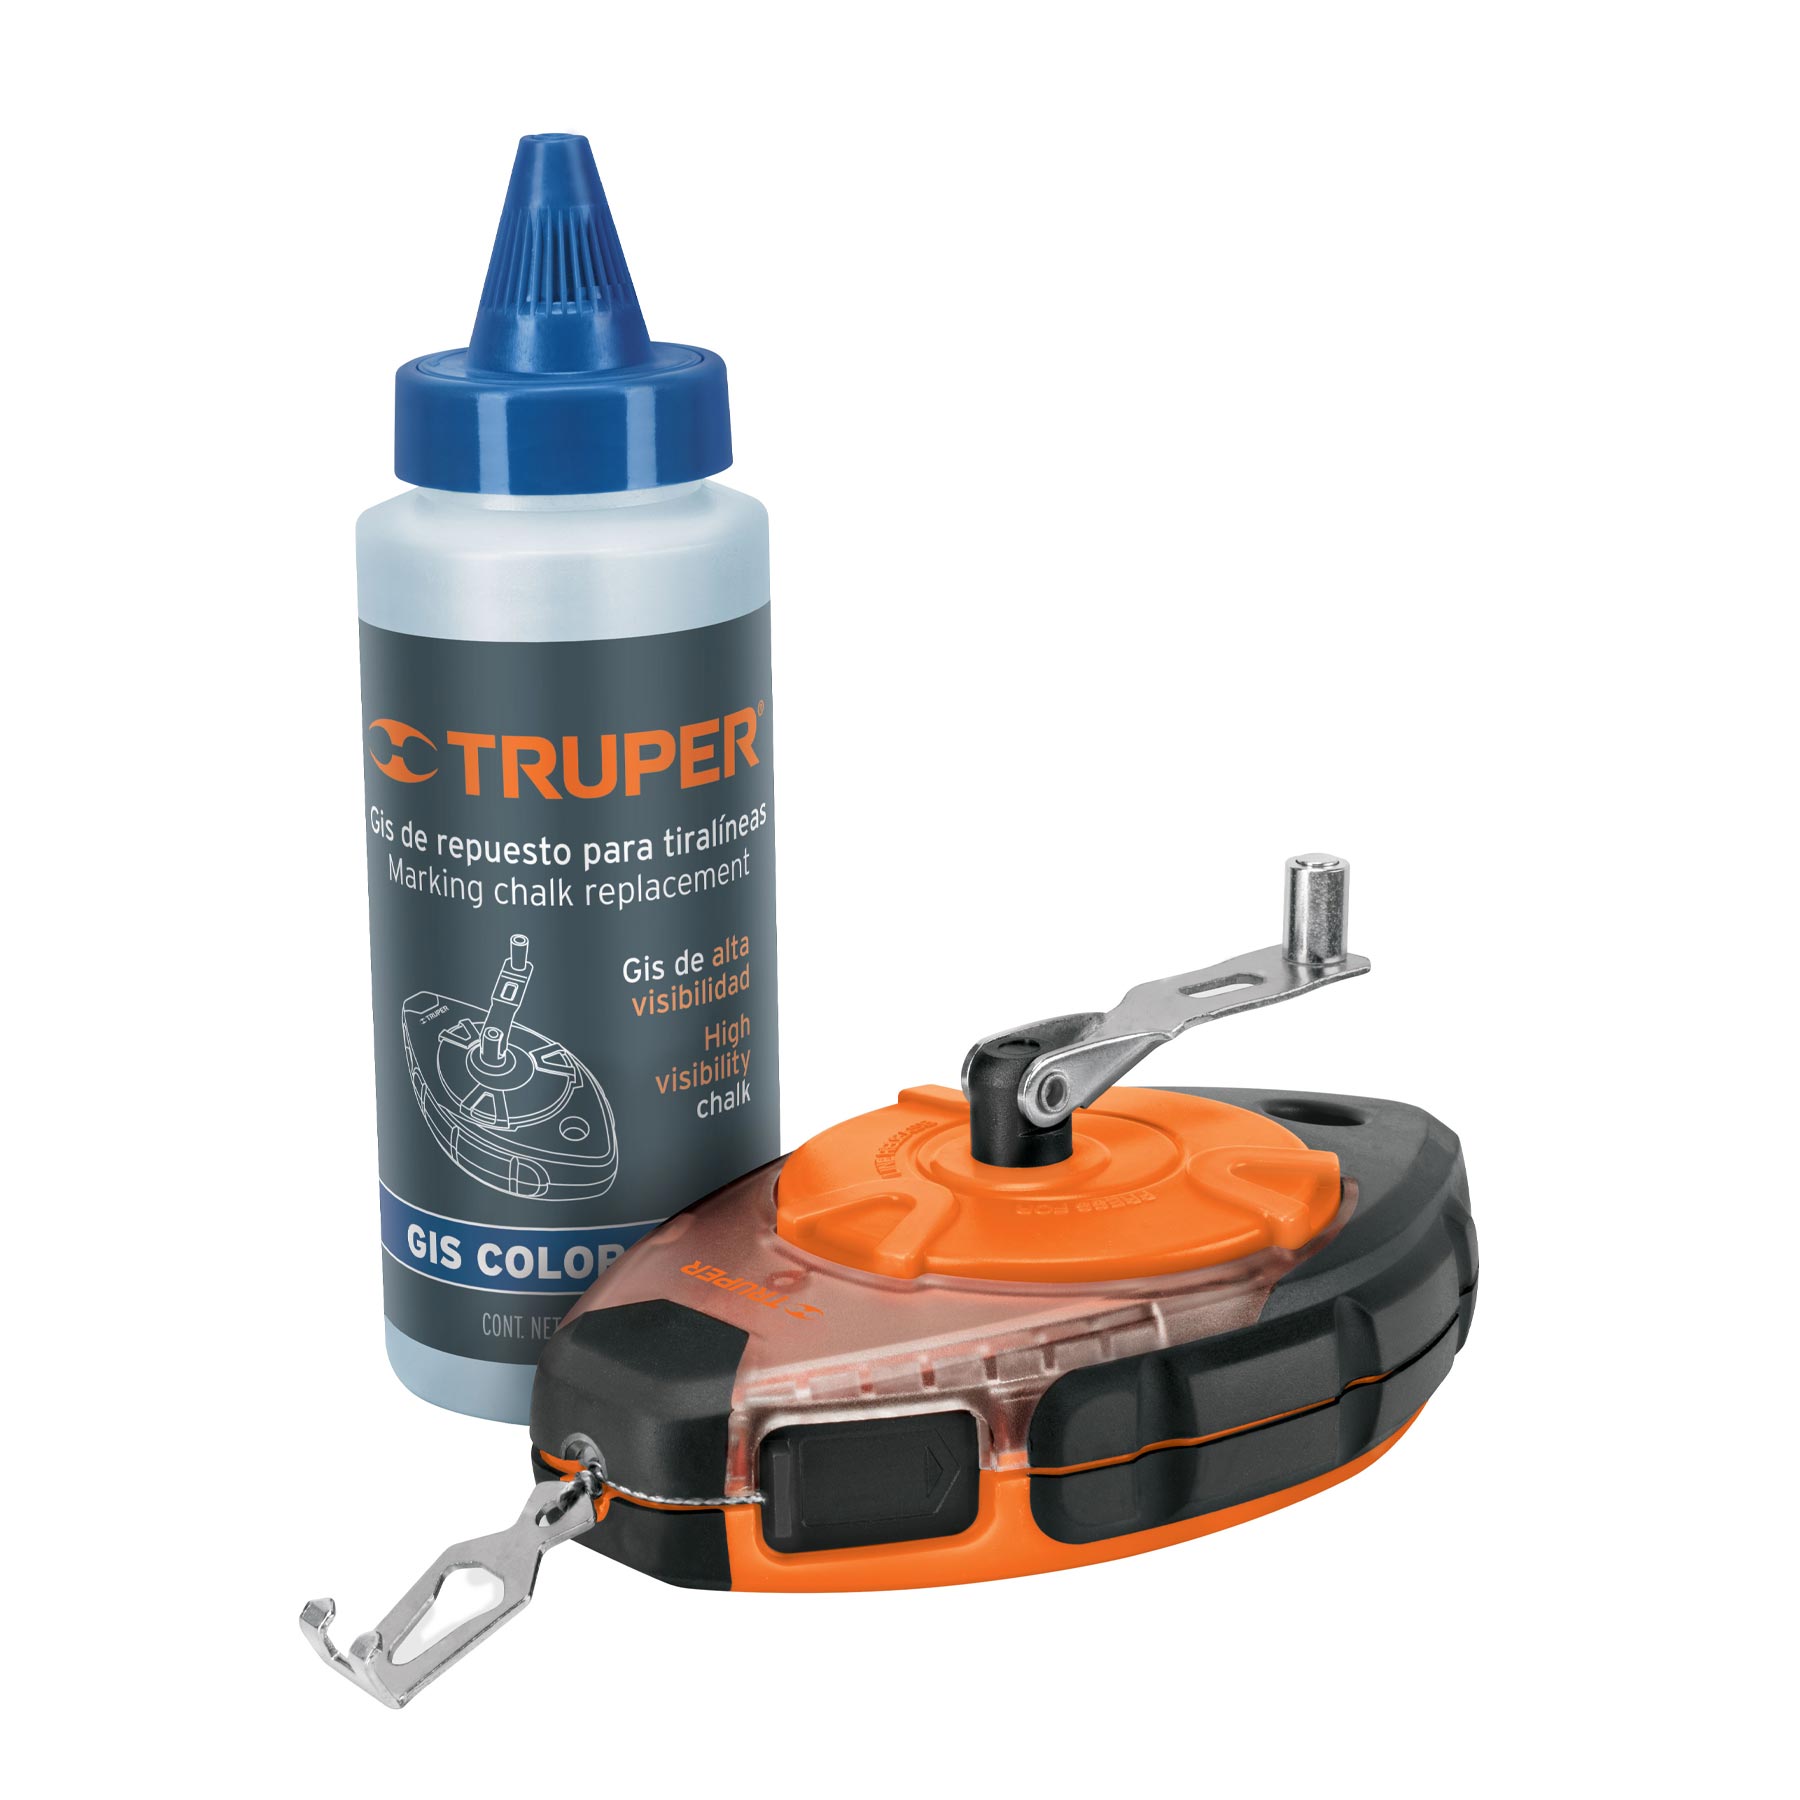 TRUPER®
Gis de repuesto para tiralíneas
Marking chalk replacement
Gis de alta
visibilidad
High
visibility
chalk
TRUPER
GIS COLOR
CONT. NET
TRUPER
PRESS FOR